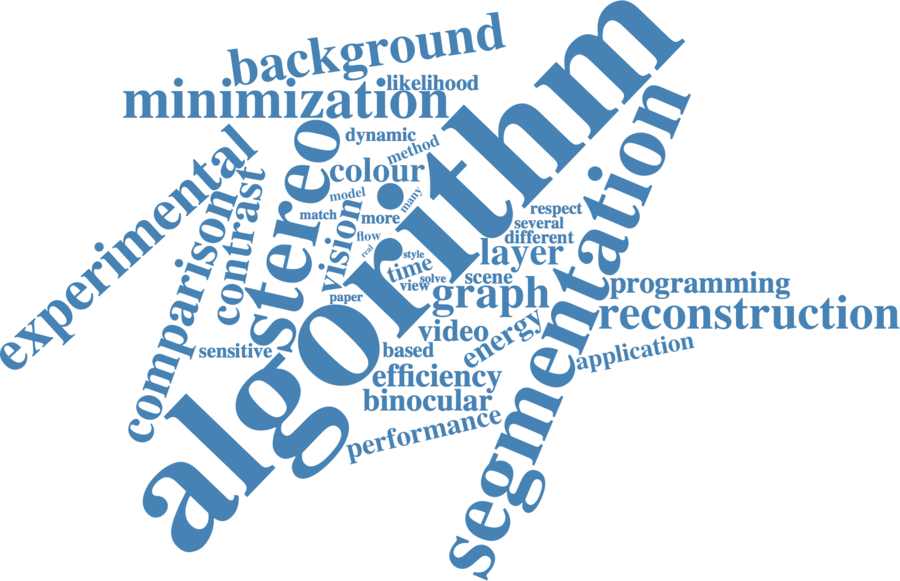 background
minimization
likelihood
algorithm
segmentation
experimental
comparison
contrast
stereo
dynamic
method
colour
model
many
match
more
vision
flow
real
style
time
solve
view
paper
respect
several
different
layer
scene
graph
programming
reconstruction
video
energy
application
sensitive
based
efficiency
binocular
performance